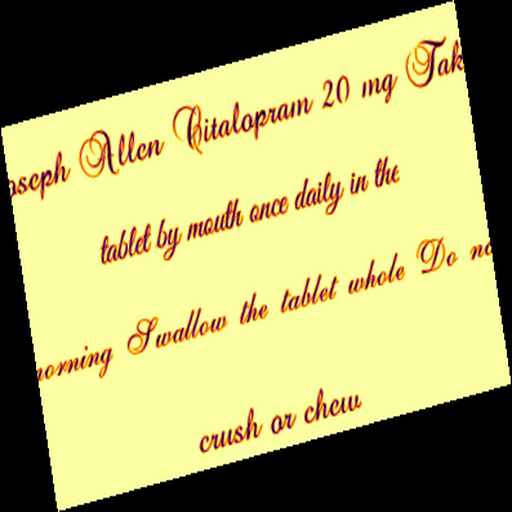 Allen Citalopram 20 mg
tablet by mouth once daily in the
Swallow the tablet whole Do
crush or chew